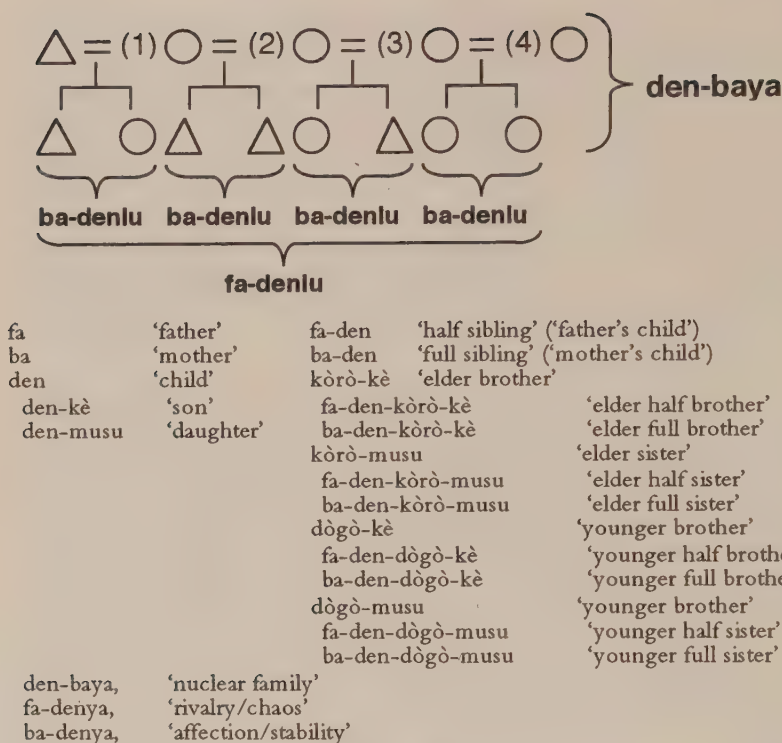 = (1) = (2) = (3) = (4)
den-baya
ba-denlu ba-denlu ba-denlu ba-denlu
fa-denlu
fa ‘father’ fa-den ‘half sibling’ (‘father’s child’)
ba ‘mother’ ba-den ‘full sibling’ (‘mother’s child’)
den ‘child’ kòrò-kè ‘elder brother’
den-kè ‘son’ fa-den-kòrò-kè ‘elder half brother’
den-musu ‘daughter’ ba-den-kòrò-kè ‘elder full brother’
kòrò-musu ‘elder sister’
fa-den-kòrò-musu ‘elder half sister’
ba-den-kòrò-musu ‘elder full sister’
dògò-kè ‘younger brother’
fa-den-dògò-kè ‘younger half brothe
ba-den-dògò-kè ‘younger full brothe
dògò-musu ‘younger brother’
fa-den-dògò-musu ‘younger half sister’
ba-den-dògò-musu ‘younger full sister’
den-baya, ‘nuclear family’
fa-denya, ‘rivalry/chaos’
ba-denya, ‘affection/stability’